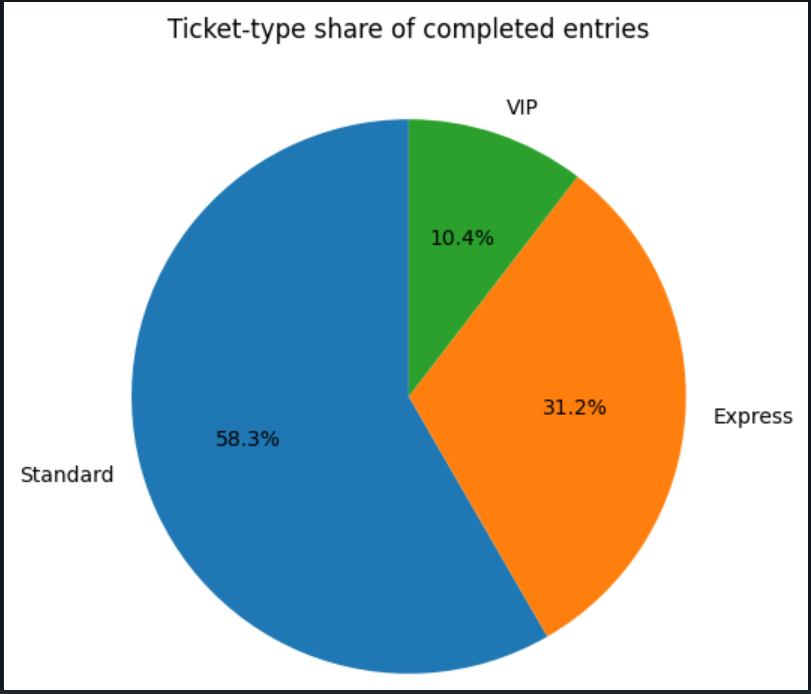 Ticket-type share of completed entries
VIP
10.4%
31.2%
Express
58.3%
Standard